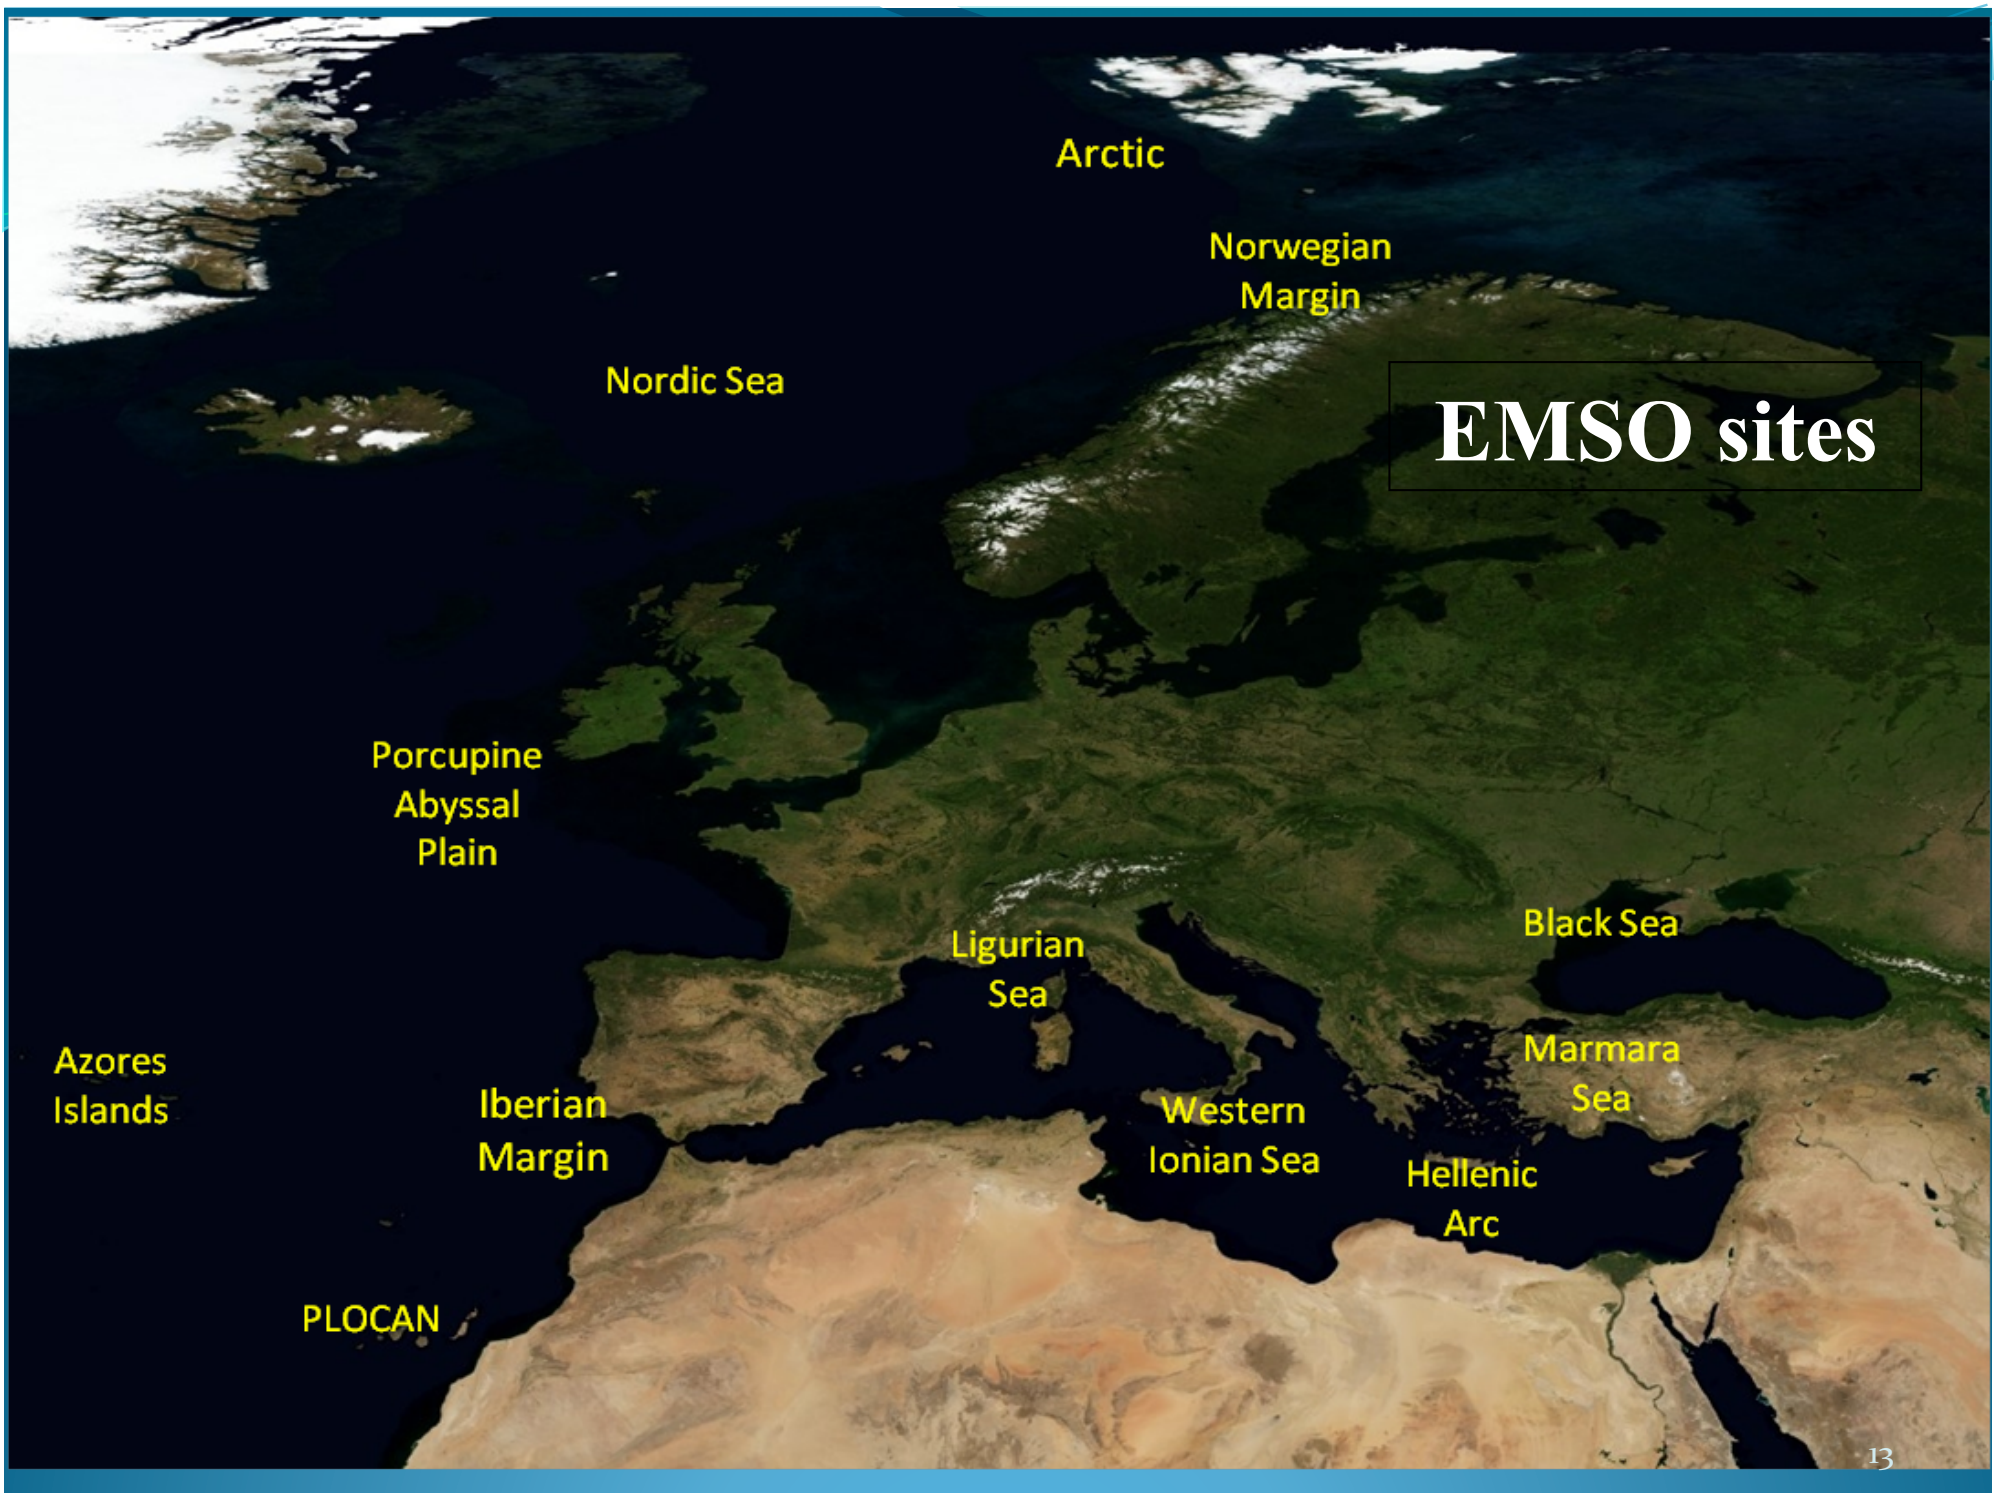 Arctic
Norwegian
Margin
Nordic Sea
EMSO sites
Porcupine
Abyssal
Plain
Black Sea
Ligurian
Sea
Azores
Islands
Iberian
Margin
Marmara
Sea
Western
Ionian Sea
Hellenic
Arc
PLOCAN
13